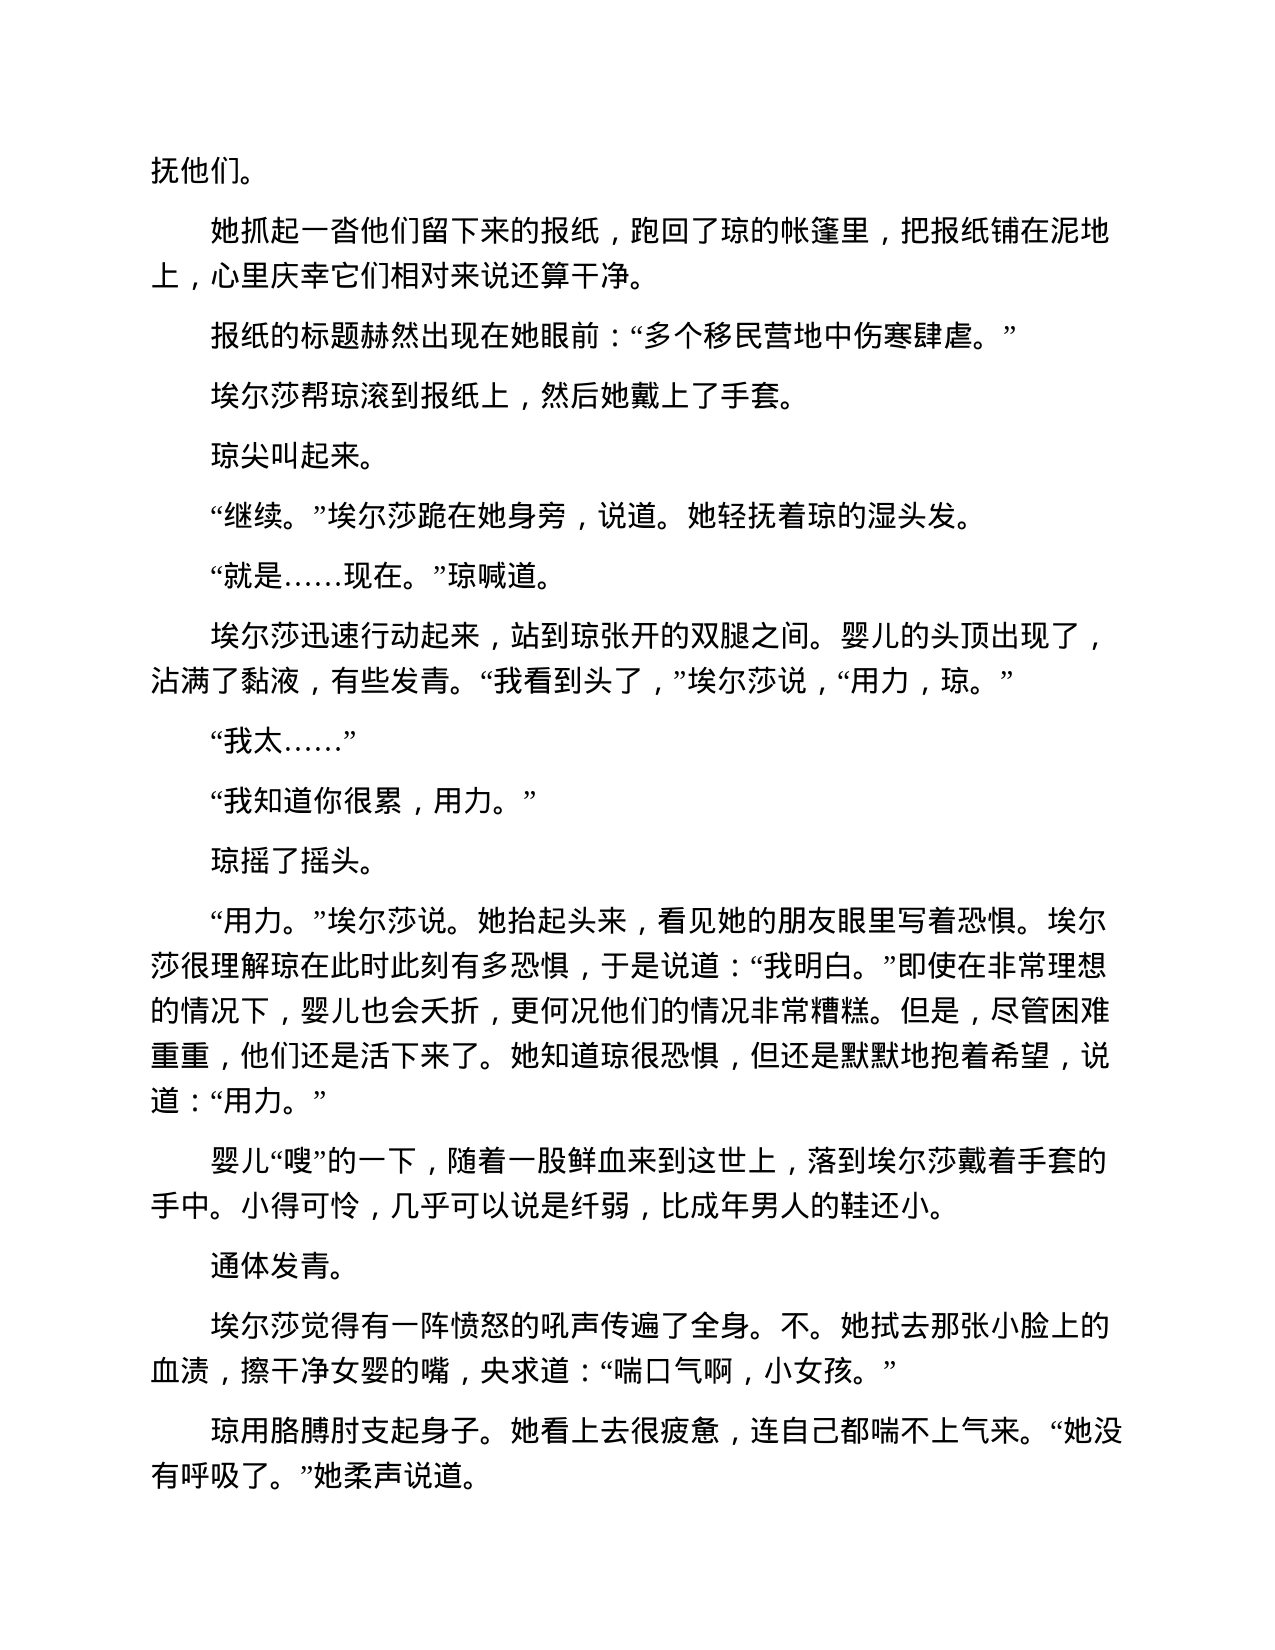 抚他们。
她抓起一沓他们留下来的报纸，跑回了琼的帐篷里，把报纸铺在泥地
上，心里庆幸它们相对来说还算干净。
报纸的标题赫然出现在她眼前：“多个移民营地中伤寒肆虐。”
埃尔莎帮琼滚到报纸上，然后她戴上了手套。
琼尖叫起来。
“继续。”埃尔莎跪在她身旁，说道。她轻抚着琼的湿头发。
“就是……现在。”琼喊道。
埃尔莎迅速行动起来，站到琼张开的双腿之间。婴儿的头顶出现了，
沾满了黏液，有些发青。“我看到头了，”埃尔莎说，“用力，琼。”
“我太……”
“我知道你很累，用力。”
琼摇了摇头。
“用力。”埃尔莎说。她抬起头来，看见她的朋友眼里写着恐惧。埃尔
莎很理解琼在此时此刻有多恐惧，于是说道：“我明白。”即使在非常理想
的情况下，婴儿也会夭折，更何况他们的情况非常糟糕。但是，尽管困难
重重，他们还是活下来了。她知道琼很恐惧，但还是默默地抱着希望，说
道：“用力。”
婴儿“嗖”的一下，随着一股鲜血来到这世上，落到埃尔莎戴着手套的
手中。小得可怜，几乎可以说是纤弱，比成年男人的鞋还小。
通体发青。
埃尔莎觉得有一阵愤怒的吼声传遍了全身。不。她拭去那张小脸上的
血渍，擦干净女婴的嘴，央求道：“喘口气啊，小女孩。”
琼用胳膊肘支起身子。她看上去很疲惫，连自己都喘不上气来。“她没
有呼吸了。”她柔声说道。